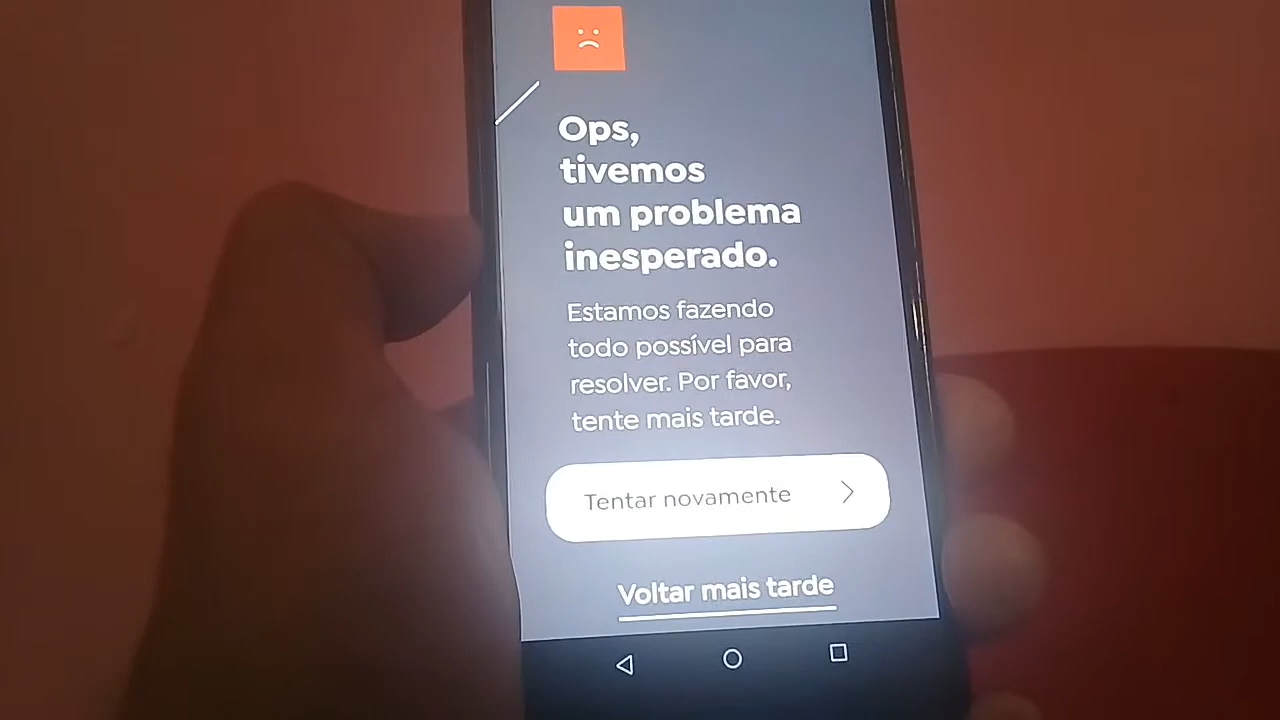 Ops,
tivemos
um problema
inesperado.
Estamos fazendo
todo possível para
resolver. Por favor,
tente mais tarde.
Tentar novamente
Voltar mais tarde